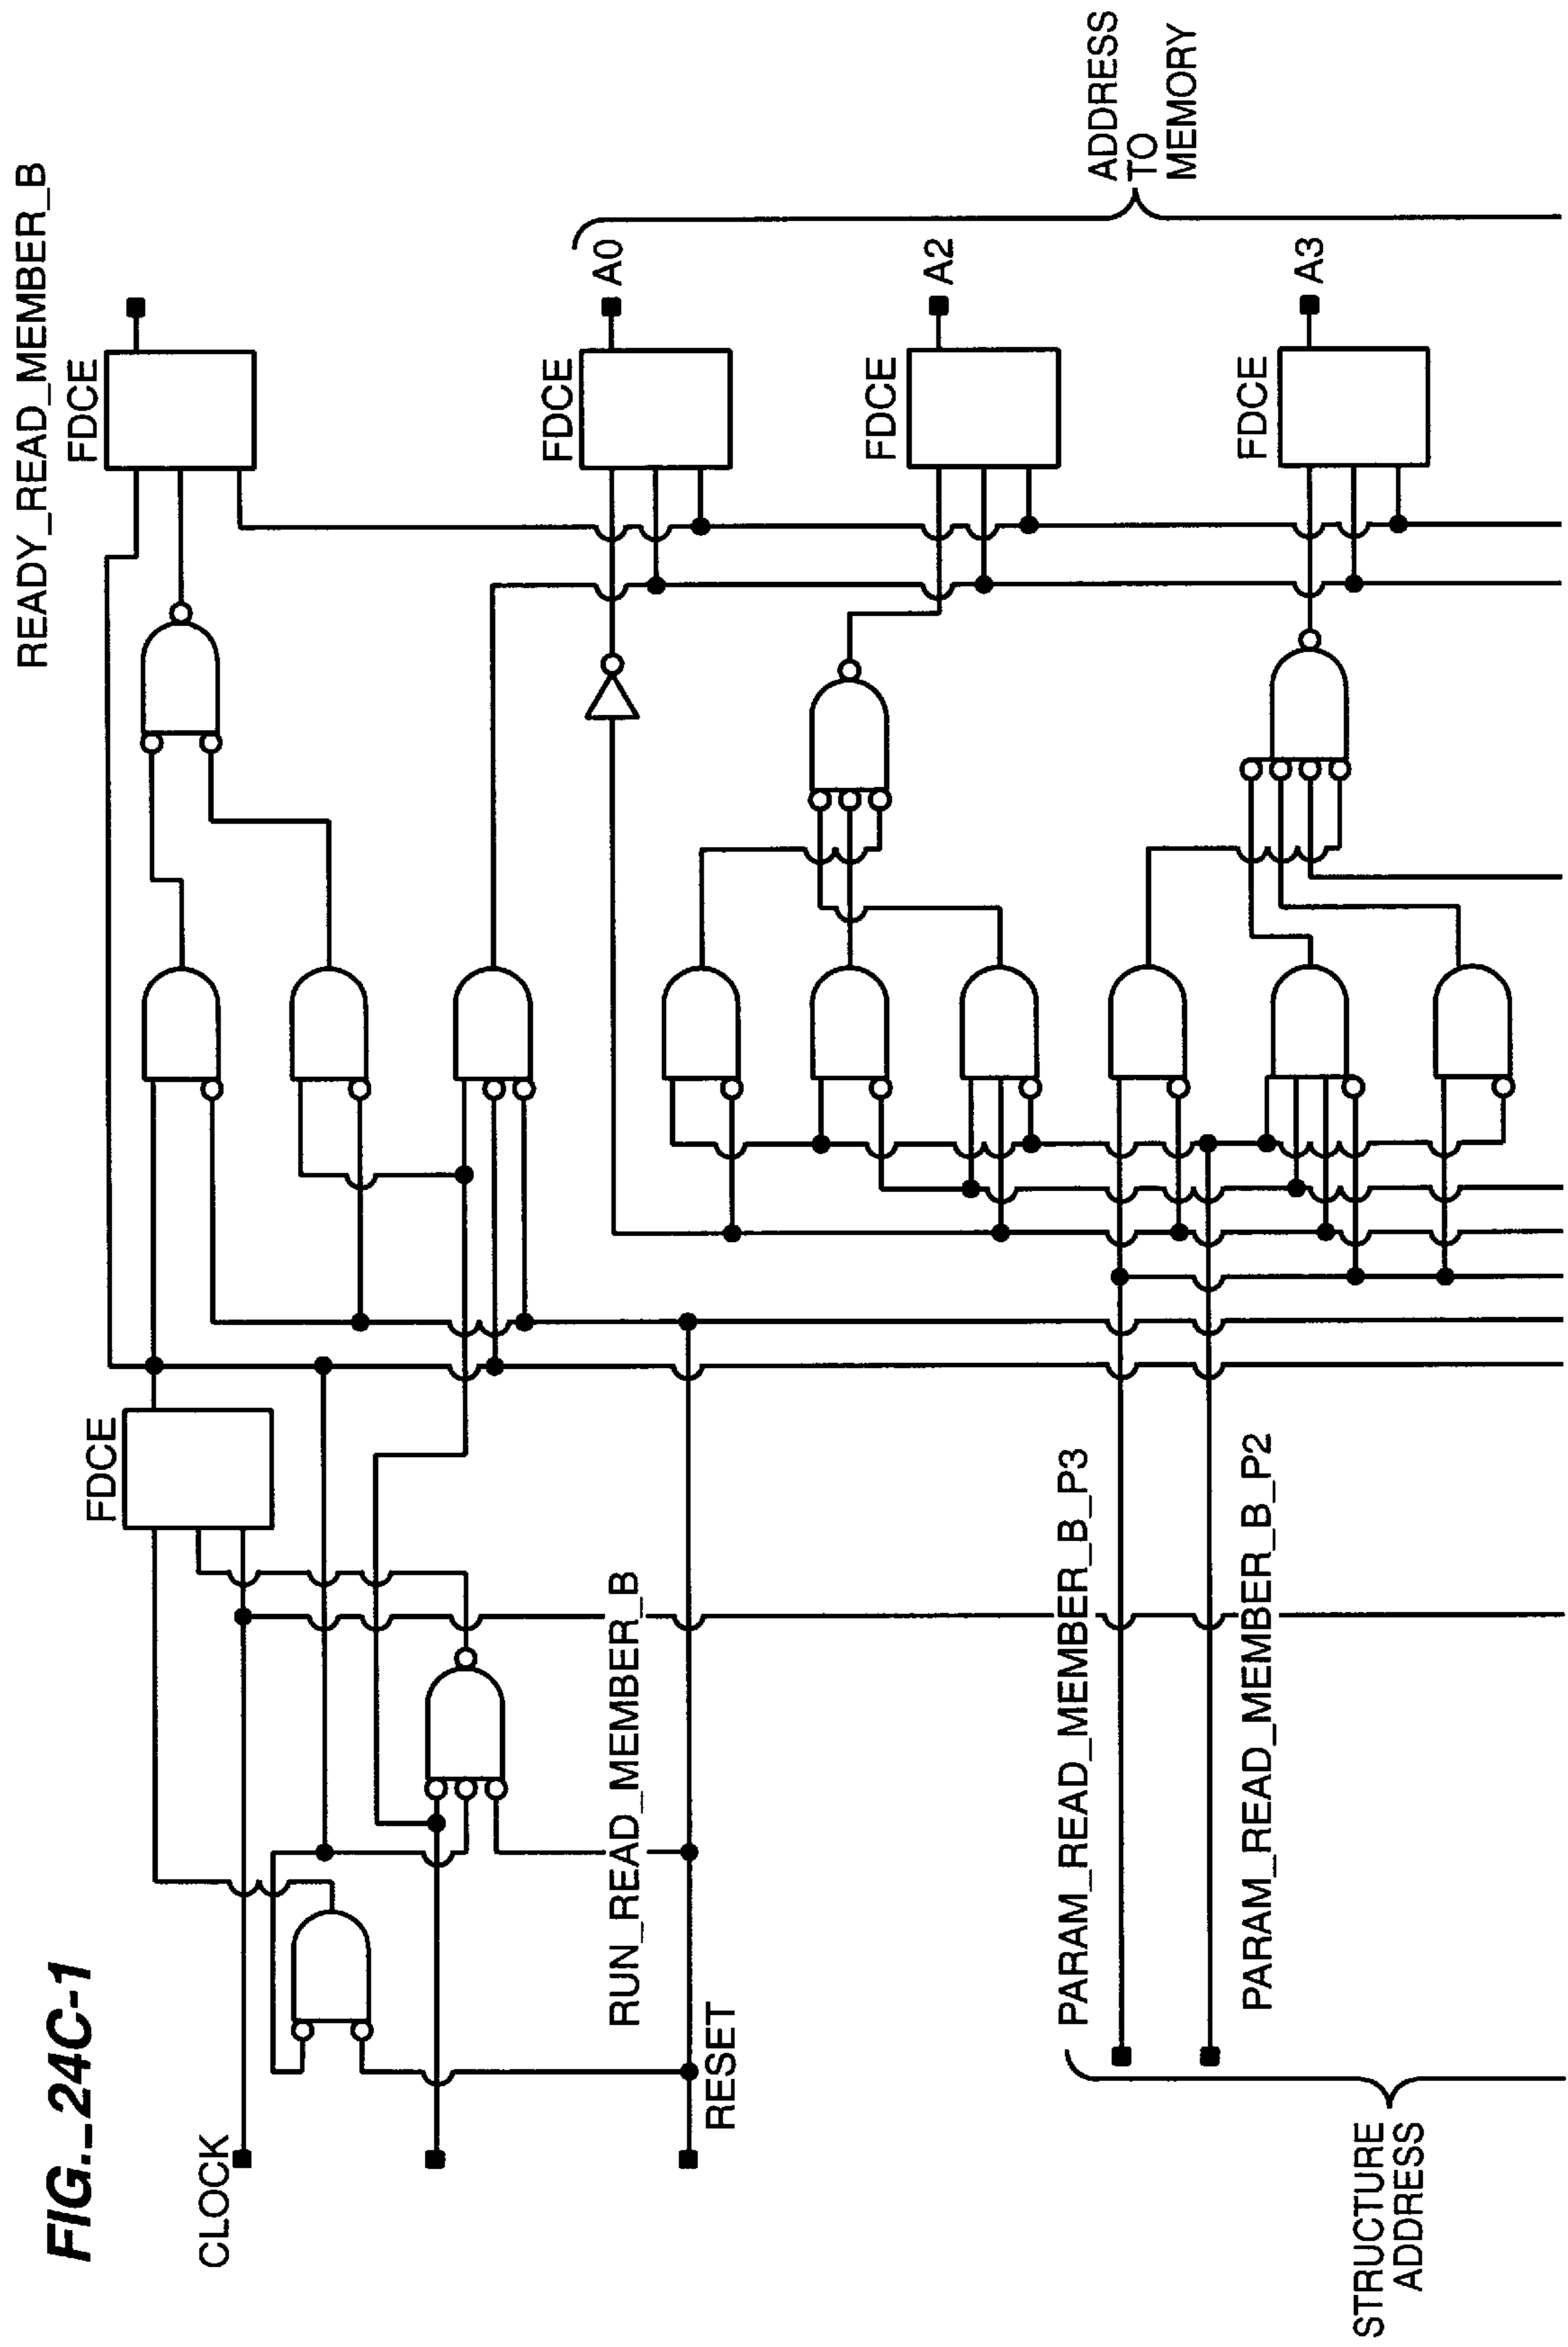 FIG._24C-1
READY_READ_MEMBER_B
FDCE
FDCE
CLOCK
RUN_READ_MEMBER_B
RESET
FDCE
A0
FDCE
A2
ADDRESS
TO
MEMORY
PARAM_READ_MEMBER_B_P3
PARAM_READ_MEMBER_B_P2
FDCE
A3
STRUCTURE
ADDRESS